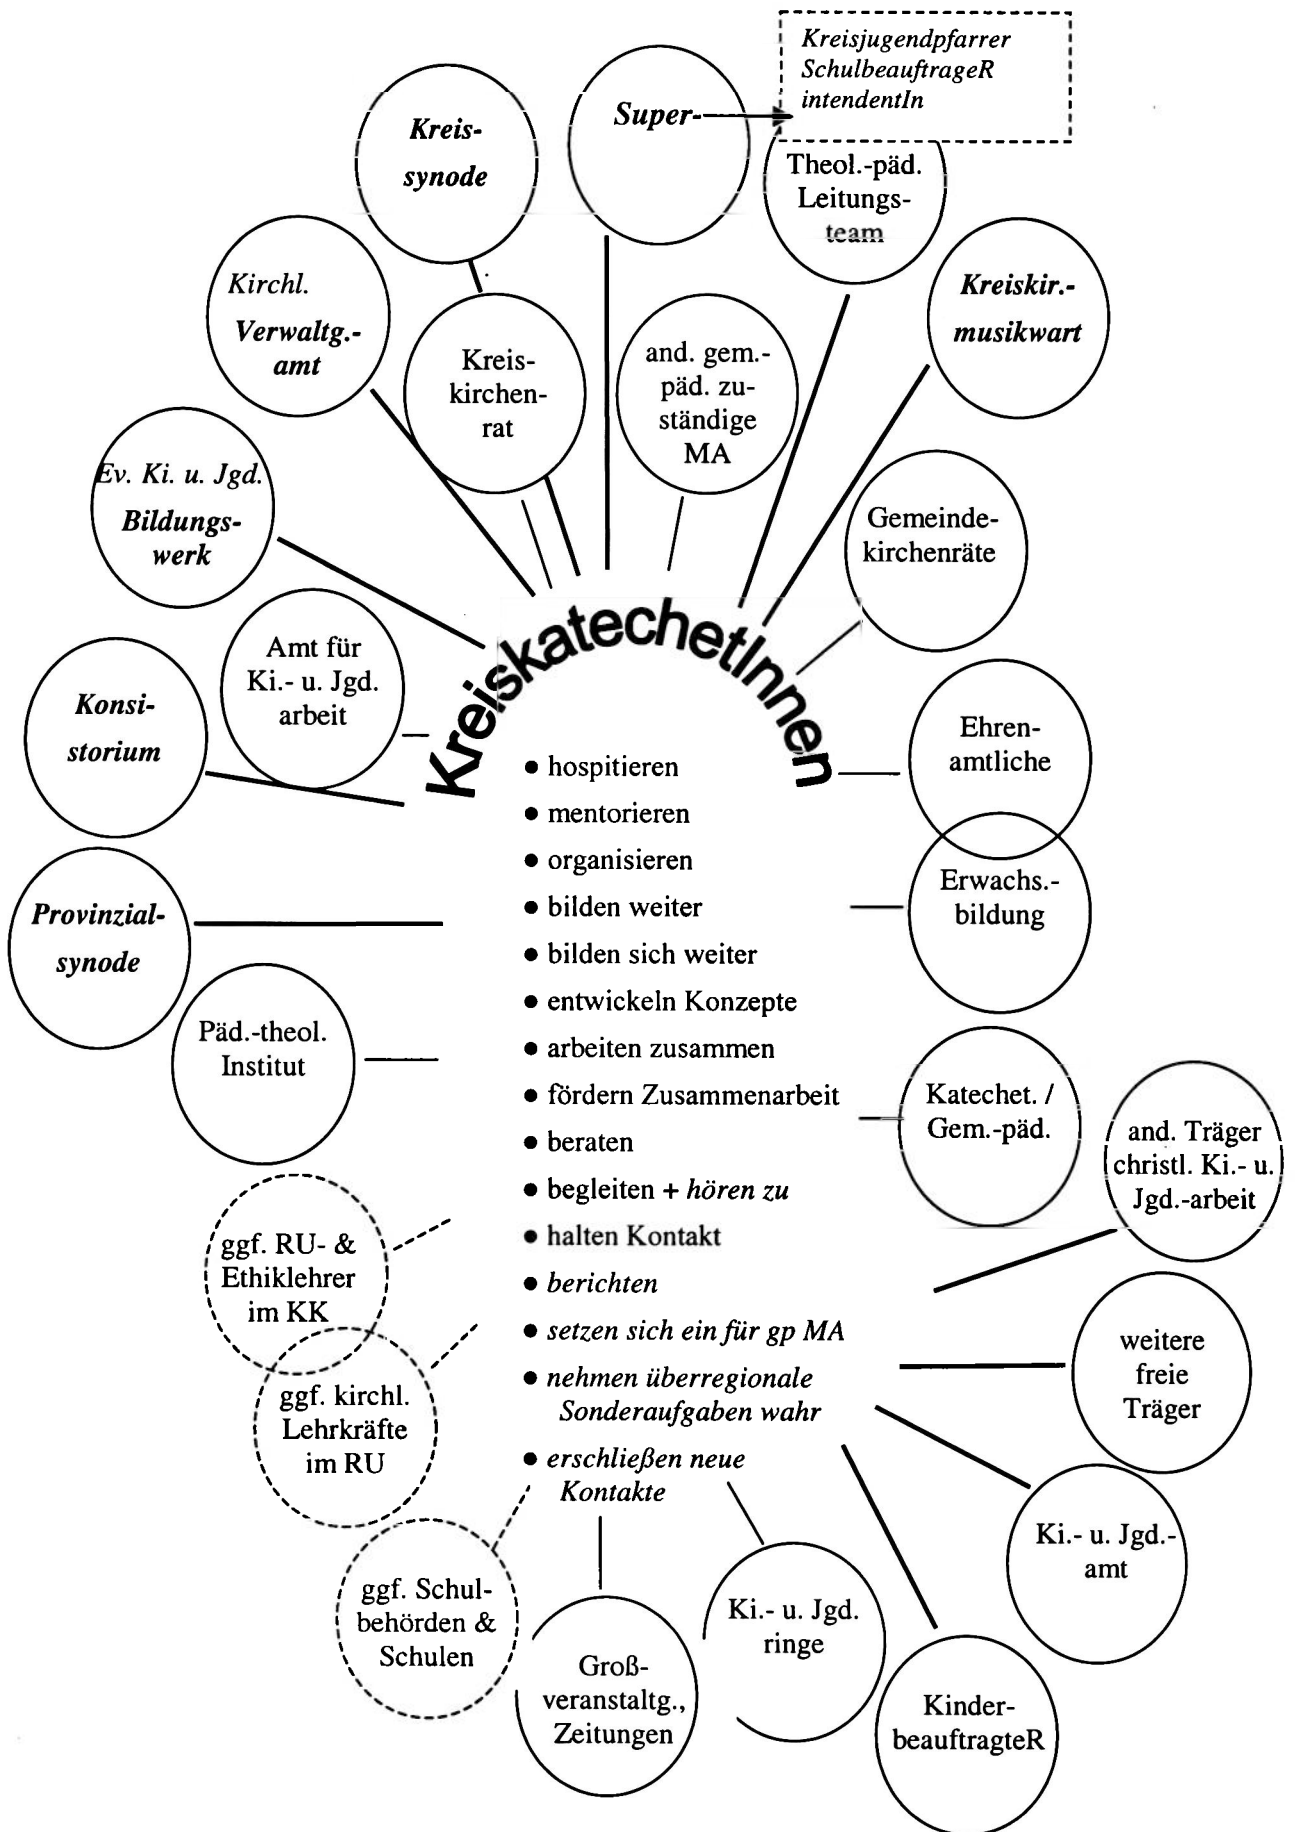 Kreisjugendpfarrer
SchulbeauftrageR
intendentIn
Super-
Kreis-
synode
Theol.-päd.
Leitungs-
team
Kirchl.
Verwaltg.-
amt
Kreiskir.-
musikwart
Kreis-
kirchen-
rat
and. gem.-
päd. zu-
ständige
MA
Ev. Ki. u. Jgd.
Bildungs-
werk
Gemeinde-
kirchenräte
Amt für
Ki.- u. Jgd.
arbeit
Konsi-
storium
KreiskatechetInnen
Ehren-
amtliche
Erwachs.-
bildung
Provinzial-
synode
Päd.-theol.
Institut
Katechet. /
Gem.-päd.
and. Träger
christl. Ki.- u.
Jgd.-arbeit
• hospitieren
• mentorieren
• organisieren
• bilden weiter
• bilden sich weiter
• entwickeln Konzepte
• arbeiten zusammen
• fördern Zusammenarbeit
• beraten
• begleiten + hören zu
• halten Kontakt
• berichten
• setzen sich ein für gp MA
• nehmen überregionale
Sonderaufgaben wahr
• erschließen neue
Kontakte
ggf. RU- &
Ethiklehrer
im KK
ggf. kirchl.
Lehrkräfte
im RU
weitere
freie
Träger
Ki.- u. Jgd.-
amt
ggf. Schul-
behörden &
Schulen
Groß-
veranstaltg.,
Zeitungen
Ki.- u. Jgd.
ringe
Kinder-
beauftragteR